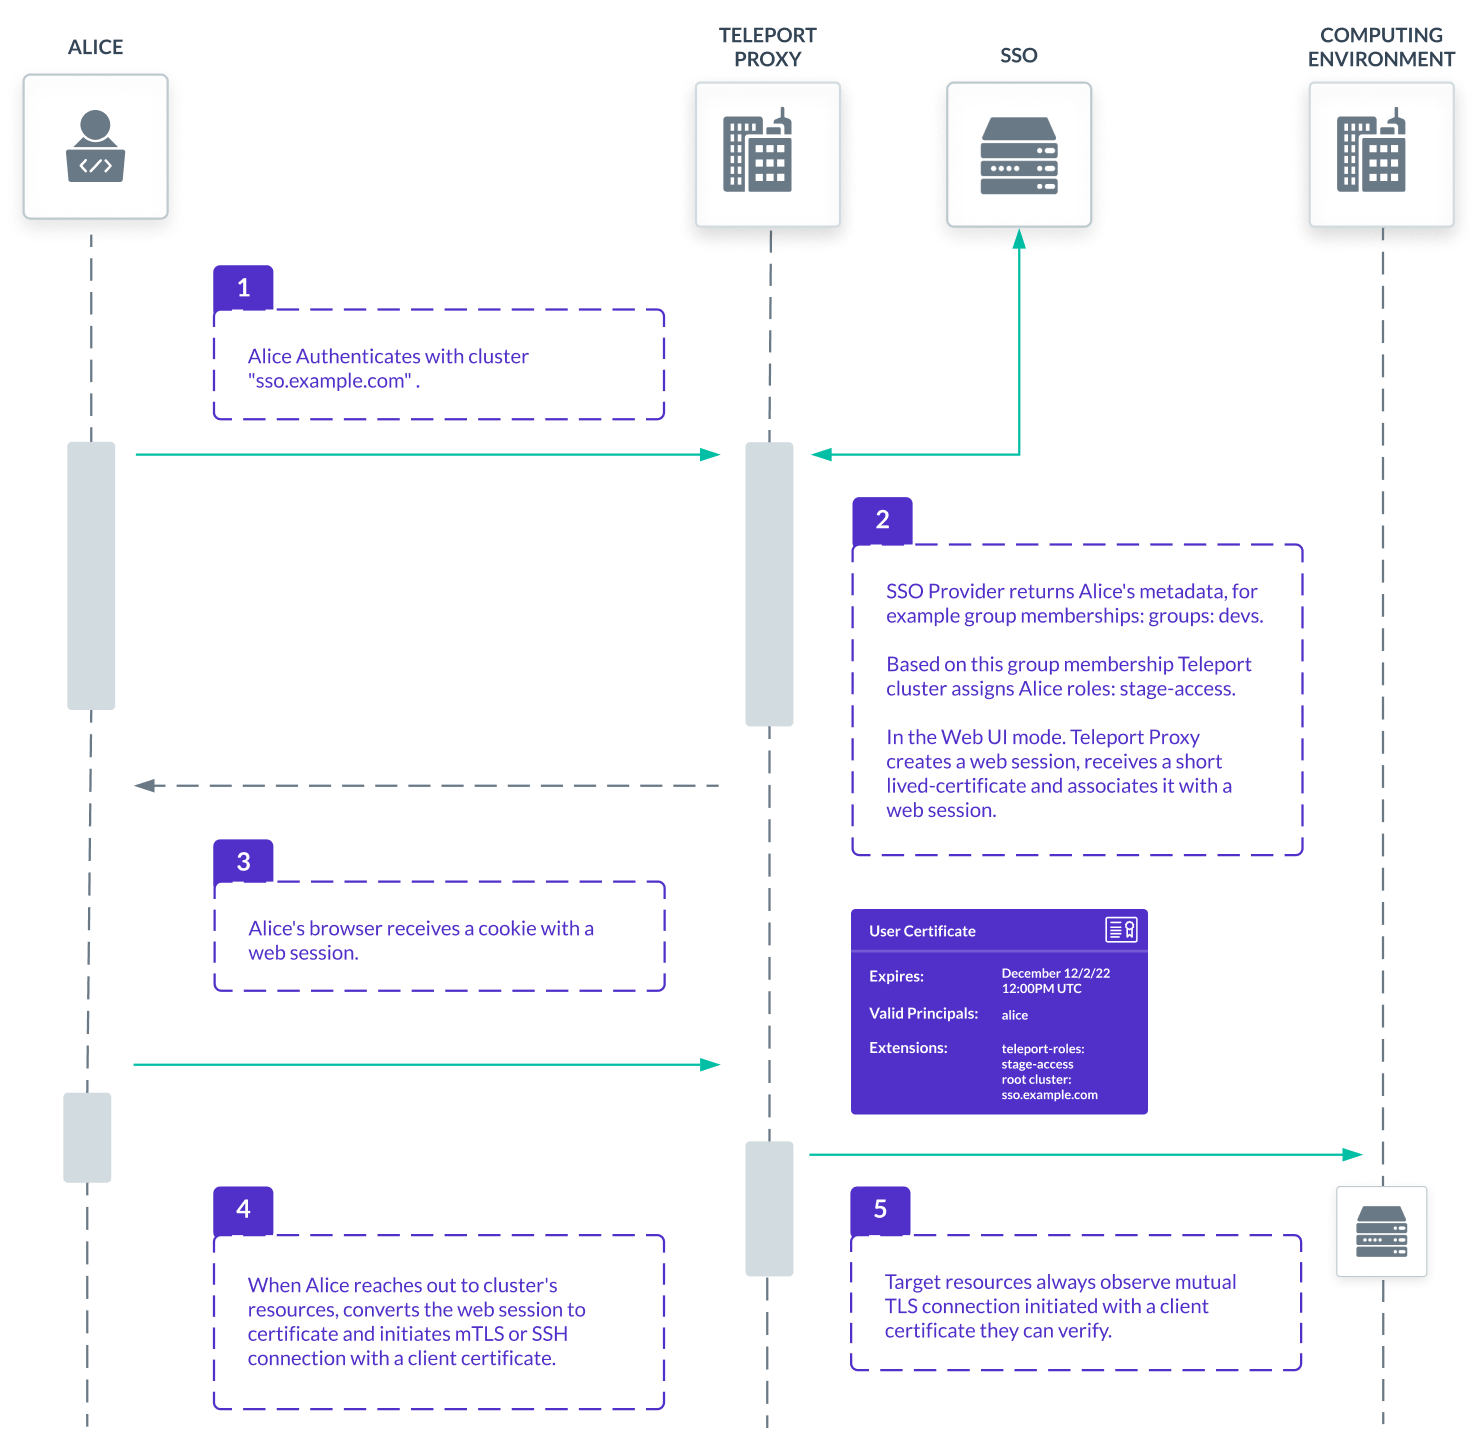 ALICE
TELEPORT
PROXY
SSO
COMPUTING
ENVIRONMENT
1
Alice Authenticates with cluster
"sso.example.com" .
2
SSO Provider returns Alice's metadata, for
example group memberships: groups: devs.
Based on this group membership Teleport
cluster assigns Alice roles: stage-access.
In the Web UI mode. Teleport Proxy
creates a web session, receives a short
lived-certificate and associates it with a
web session.
3
Alice's browser receives a cookie with a
web session.
User Certificate
Expires:
December 12/2/22
12:00PM UTC
Valid Principals:
alice
Extensions:
teleport-roles:
stage-access
root cluster:
sso.example.com
4
When Alice reaches out to cluster's
resources, converts the web session to
certificate and initiates mTLS or SSH
connection with a client certificate.
5
Target resources always observe mutual
TLS connection initiated with a client
certificate they can verify.